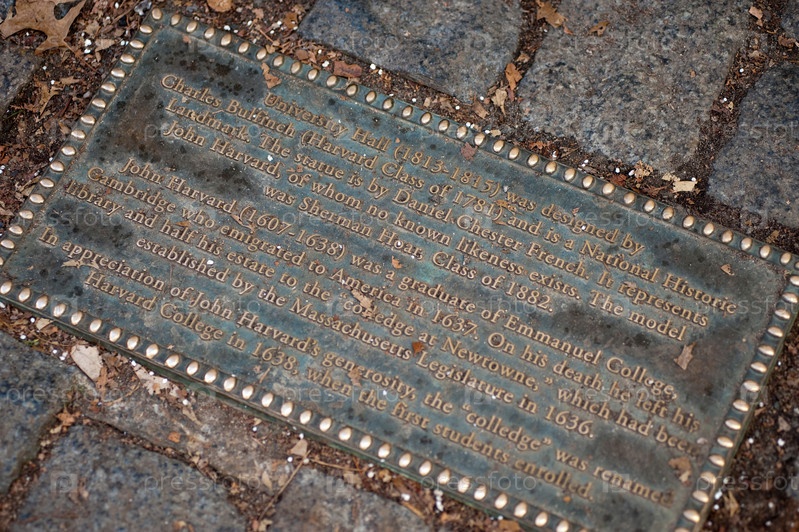 University Hall (1813-1815) was designed by
Charles Bulfinch (Harvard Class of 1781) and is a National Historic
Landmark. The statue is by Daniel Chester French. It represents
John Harvard, of whom no known likeness exists. The model
was Sherman Hoar, Class of 1882.
John Harvard (1607-1638) was a graduate of Emmanuel College,
Cambridge who emigrated to America in 1637. On his death he left his
library and half his estate to the "colledge at Newtowne," which had been
established by the Massachusetts Legislature in 1636.
In appreciation of John Harvard's generosity, the "colledge" was renamed
Harvard College in 1638, when the first students enrolled.